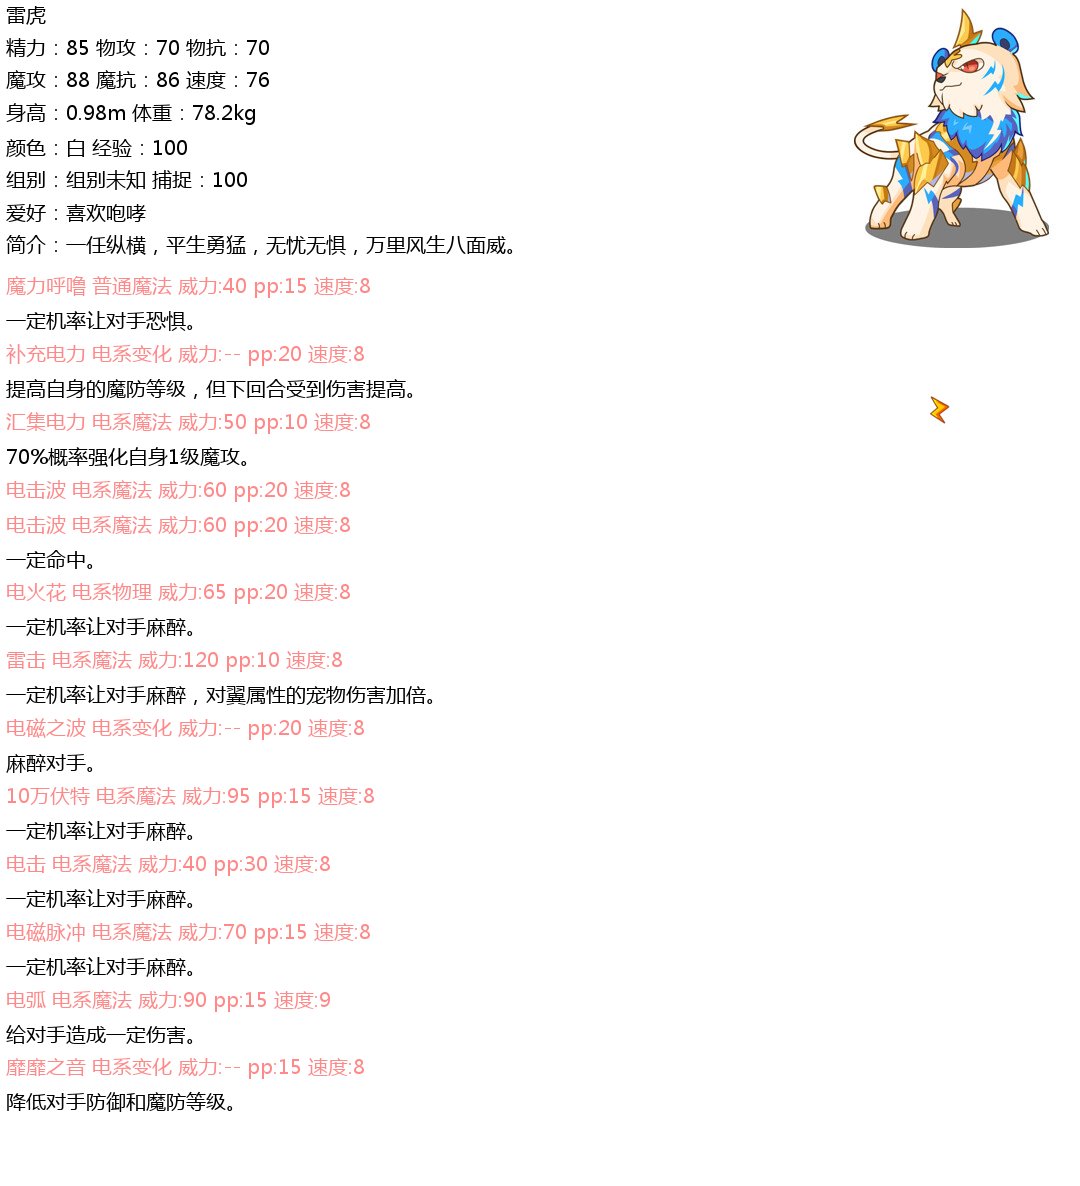 雷虎
精力：85 物攻：70 物抗：70
魔攻：88 魔抗：86 速度：76
身高：0.98m 体重：78.2kg
颜色：白 经验：100
组别：组别未知 捕捉：100
爱好：喜欢咆哮
简介：一任纵横，平生勇猛，无忧无惧，万里风生八面威。
魔力呼噜 普通魔法 威力:40 pp:15 速度:8
一定机率让对手恐惧。
补充电力 电系变化 威力:-- pp:20 速度:8
提高自身的魔防等级，但下回合受到伤害提高。
汇集电力 电系魔法 威力:50 pp:10 速度:8
70%概率强化自身1级魔攻。
电击波 电系魔法 威力:60 pp:20 速度:8
电击波 电系魔法 威力:60 pp:20 速度:8
一定命中。
电火花 电系物理 威力:65 pp:20 速度:8
一定机率让对手麻醉。
雷击 电系魔法 威力:120 pp:10 速度:8
一定机率让对手麻醉，对翼属性的宠物伤害加倍。
电磁之波 电系变化 威力:-- pp:20 速度:8
麻醉对手。
10万伏特 电系魔法 威力:95 pp:15 速度:8
一定机率让对手麻醉。
电击 电系魔法 威力:40 pp:30 速度:8
一定机率让对手麻醉。
电磁脉冲 电系魔法 威力:70 pp:15 速度:8
一定机率让对手麻醉。
电弧 电系魔法 威力:90 pp:15 速度:9
给对手造成一定伤害。
靡靡之音 电系变化 威力:-- pp:15 速度:8
降低对手防御和魔防等级。